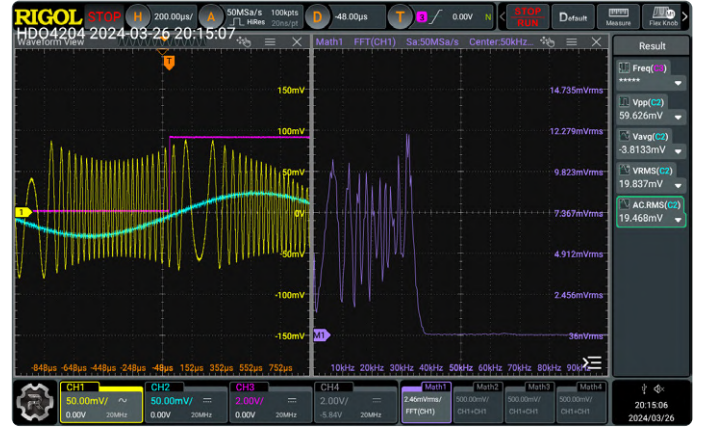 RIGOL STOP H 200.00μs/ A 50MSa/s 100kpts HiRes 20ns/pt D -48.00μs T 3 0.00V N STOP RUN Default Measure Flex Knob
HDO4204 2024-03-26 20:15:07
Waveform View
Math1 FFT(CH1) Sa:50MSa/s Center:50kHz...
Result
T
150mV
100mV
50mV
0V
-50mV
-100mV
-150mV
1
-848μs -648μs -448μs -248μs -48μs 152μs 352μs 552μs 752μs
14.735mVrms
12.279mVrms
9.823mVrms
7.367mVrms
4.912mVrms
2.456mVrms
36nVrms
M1
10kHz 20kHz 30kHz 40kHz 50kHz 60kHz 70kHz 80kHz
Freq(C3)
*****
Vpp(C2)
59.626mV
Vavg(C2)
-3.8133mV
VRMS(C2)
19.837mV
AC.RMS(C2)
19.468mV
CH1
50.00mV/
0.00V 20MHz
CH2
50.00mV/
0.00V 20MHz
CH3
2.00V/
0.00V 20MHz
CH4
2.00V/
-5.84V 20MHz
Math1
2.46mVrms/
FFT(CH1)
Math2
500.00mV/
CH1+CH1
Math3
500.00mV/
CH1+CH1
Math4
500.00mV/
CH1+CH1
20:15:06
2024/03/26